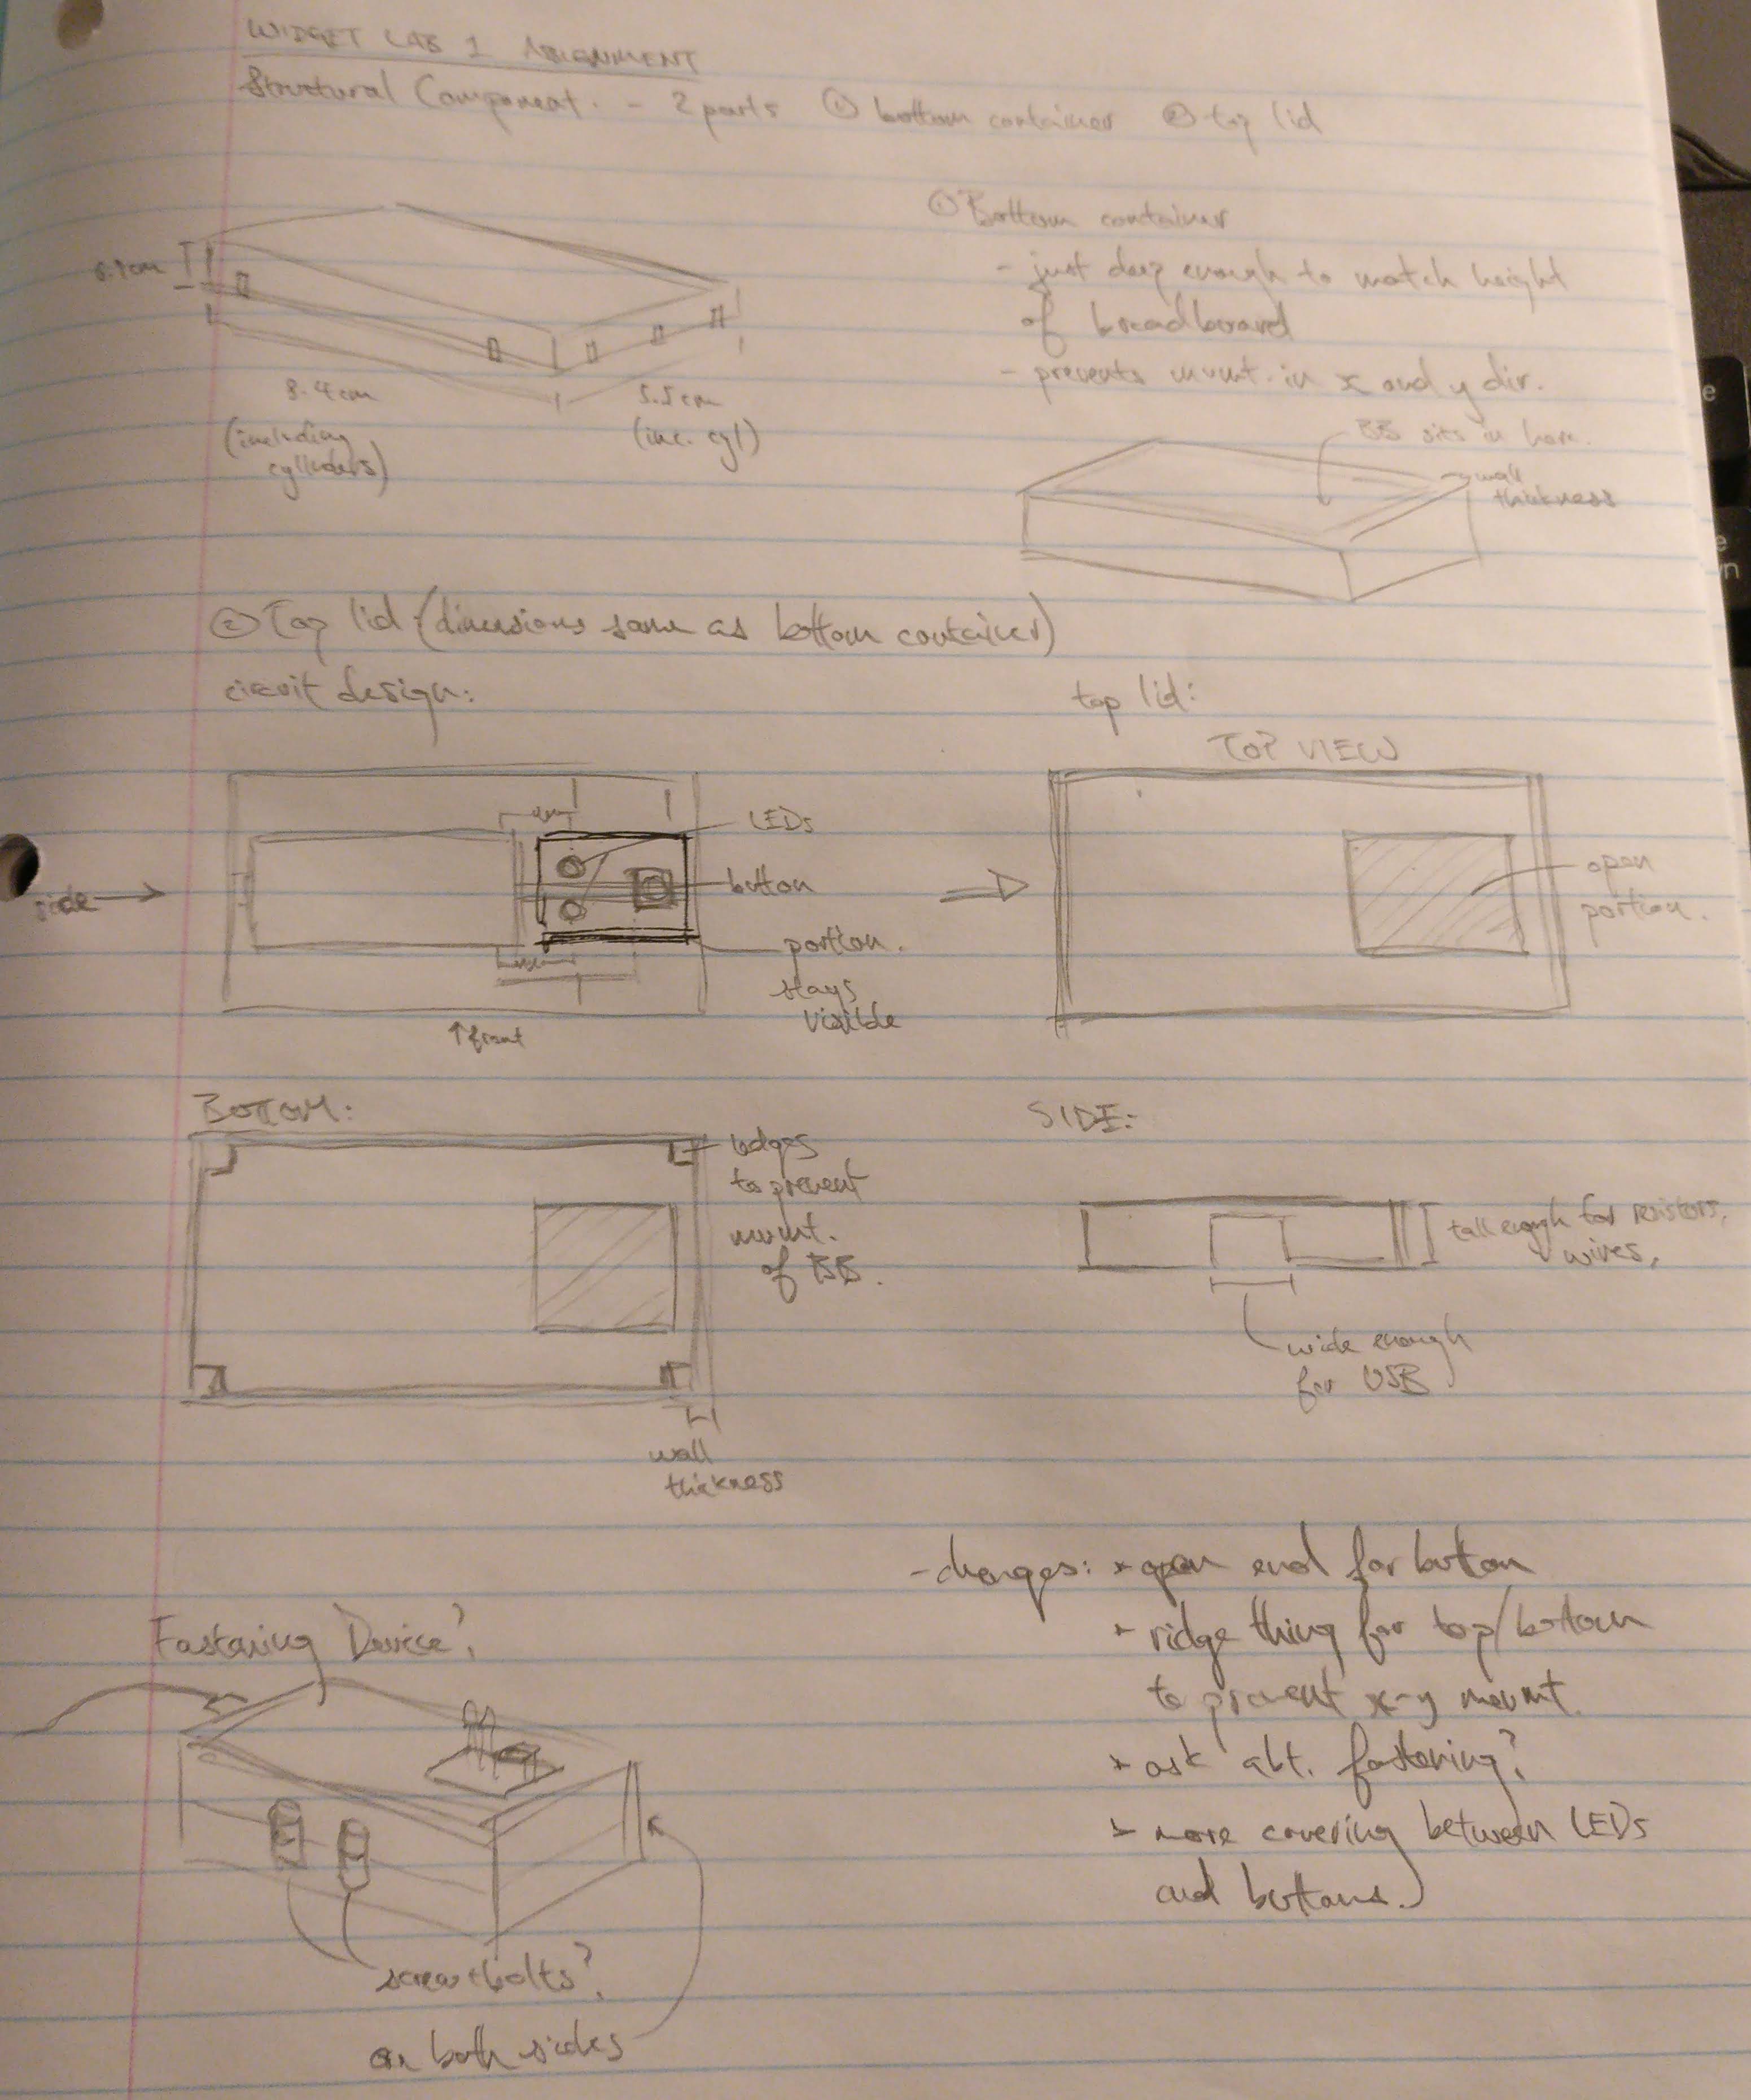 WIDGET LAB 1 ASSIGNMENT
Structural Component. - 2 parts ① bottom container ② top lid
① Bottom container
- just deep enough to match height
of breadboard
- prevents mvmt. in x and y dir.
8.4cm
(including
cylinders)
5.5cm
(inc. cyl)
BB sits in here.
wall
thickness
② Top lid (dimensions same as bottom container)
circuit design:
top lid:
TOP VIEW
LEDs
button
side
portion
stays
visible
↑front
open
portion.
BOTTOM:
SIDE:
edges
to prevent
mvmt.
of BB.
tall enough for resistors,
wires,
wide enough
for USB
wall
thickness
- changes: * open end for button
* ridge thing for top/bottom
to prevent x-y mvmt.
* ask abt. fastening?
* more covering between LEDs
and buttons.
Fastening Device?
screw+bolts?
on both sides